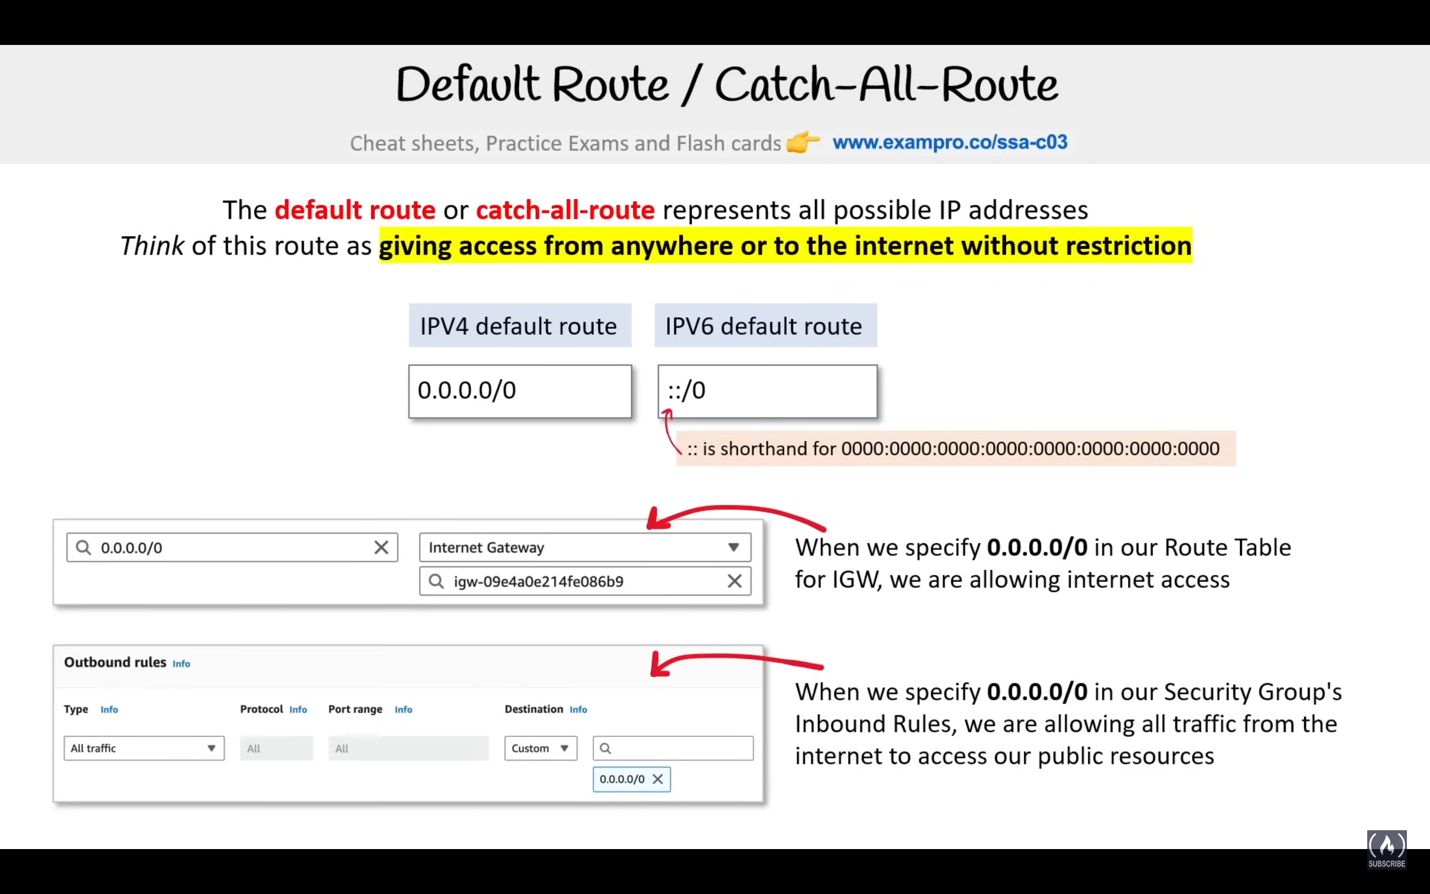 Default Route / Catch-All-Route
Cheat sheets, Practice Exams and Flash cards 👉 www.exampro.co/ssa-c03
The default route or catch-all-route represents all possible IP addresses
Think of this route as giving access from anywhere or to the internet without restriction
IPV4 default route
IPV6 default route
0.0.0.0/0
::/0
:: is shorthand for 0000:0000:0000:0000:0000:0000:0000:0000
0.0.0.0/0
Internet Gateway
igw-09e4a0e214fe086b9
When we specify 0.0.0.0/0 in our Route Table
for IGW, we are allowing internet access
Outbound rules Info
Type Info Protocol Info Port range Info Destination Info
All traffic All All Custom
0.0.0.0/0
When we specify 0.0.0.0/0 in our Security Group's
Inbound Rules, we are allowing all traffic from the
internet to access our public resources
SUBSCRIBE